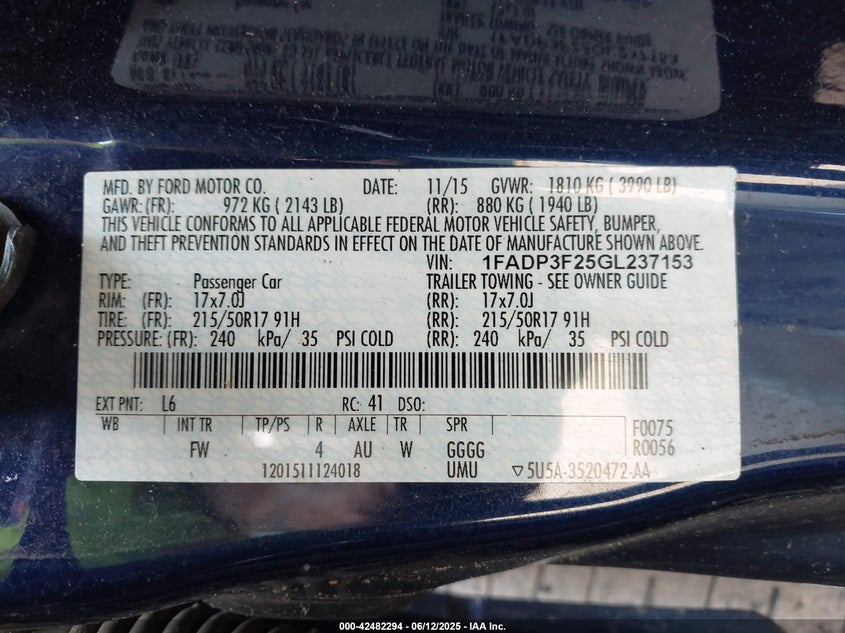 MFD. BY FORD MOTOR CO. DATE: 11/15 GVWR: 1810 KG ( 3990 LB)
GAWR: (FR): 972 KG ( 2143 LB) (RR): 880 KG ( 1940 LB)
THIS VEHICLE CONFORMS TO ALL APPLICABLE FEDERAL MOTOR VEHICLE SAFETY, BUMPER,
AND THEFT PREVENTION STANDARDS IN EFFECT ON THE DATE OF MANUFACTURE SHOWN ABOVE.
VIN: 1FADP3F25GL237153
TYPE: Passenger Car TRAILER TOWING - SEE OWNER GUIDE
RIM: (FR): 17x7.0J (RR): 17x7.0J
TIRE: (FR): 215/50R17 91H (RR): 215/50R17 91H
PRESSURE: (FR): 240 kPa/ 35 PSI COLD (RR): 240 kPa/ 35 PSI COLD
EXT PNT: L6 RC: 41 DSO:
WB INT TR TP/PS R AXLE TR SPR F0075
FW 4 AU W GGGG R0056
1201511124018 UMU ▽5U5A-3520472-AA
000-42482294 - 06/12/2025 - IAA Inc.